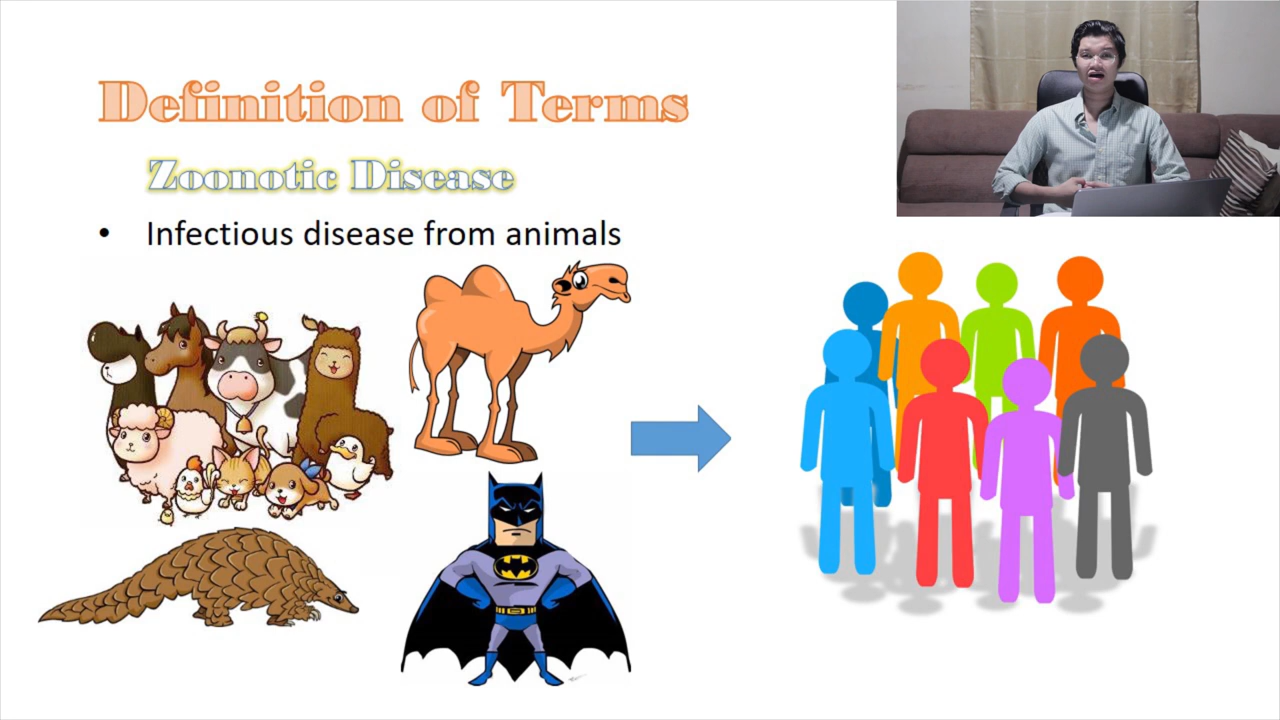 Definition of Terms
Zoonotic Disease
• Infectious disease from animals